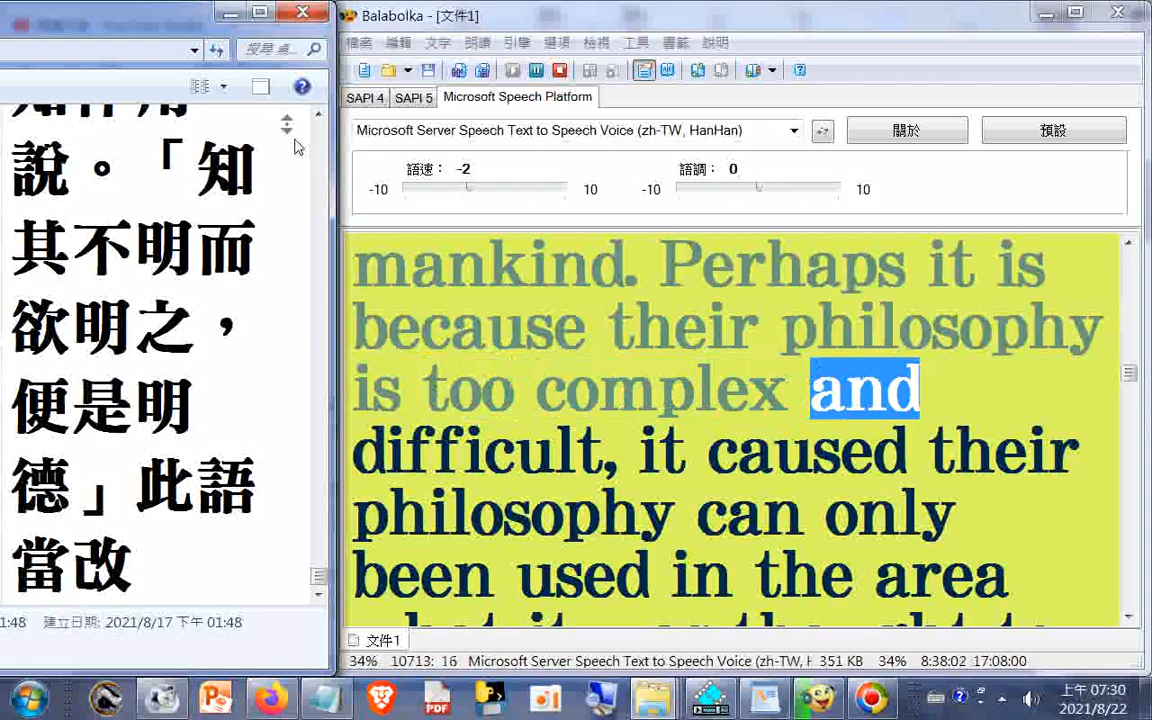 搜尋 桌...
說。「知
其不明而
欲明之，
便是明
德」此語
當改
1:48 建立日期: 2021/8/17 下午 01:48
Balabolka - [文件1]
檔案 編輯 文字 朗讀 引擎 選項 檢視 工具 書籤 說明
SAPI 4 SAPI 5 Microsoft Speech Platform
Microsoft Server Speech Text to Speech Voice (zh-TW, HanHan) 關於 預設
語速： -2 語調： 0
-10 10 -10 10
mankind. Perhaps it is
because their philosophy
is too complex and
difficult, it caused their
philosophy can only
been used in the area
文件1
34% 10713: 16 Microsoft Server Speech Text to Speech Voice (zh-TW, H 351 KB 34% 8:38:02 17:08:00
PDF
上午 07:30
2021/8/22